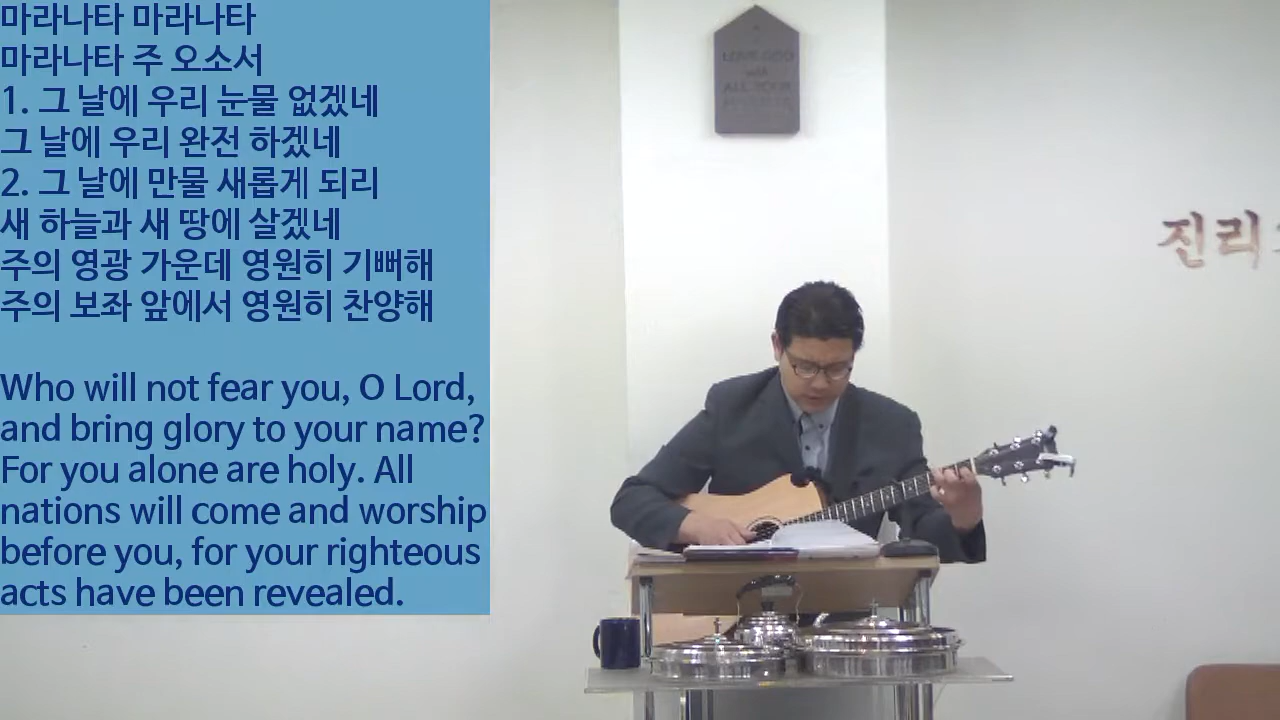 마라나타 마라나타
마라나타 주 오소서
1. 그 날에 우리 눈물 없겠네
그 날에 우리 완전 하겠네
2. 그 날에 만물 새롭게 되리
새 하늘과 새 땅에 살겠네
주의 영광 가운데 영원히 기뻐해
주의 보좌 앞에서 영원히 찬양해
Who will not fear you, O Lord,
and bring glory to your name?
For you alone are holy. All
nations will come and worship
before you, for your righteous
acts have been revealed.
LOVE GOD
with
ALL YOUR
진리